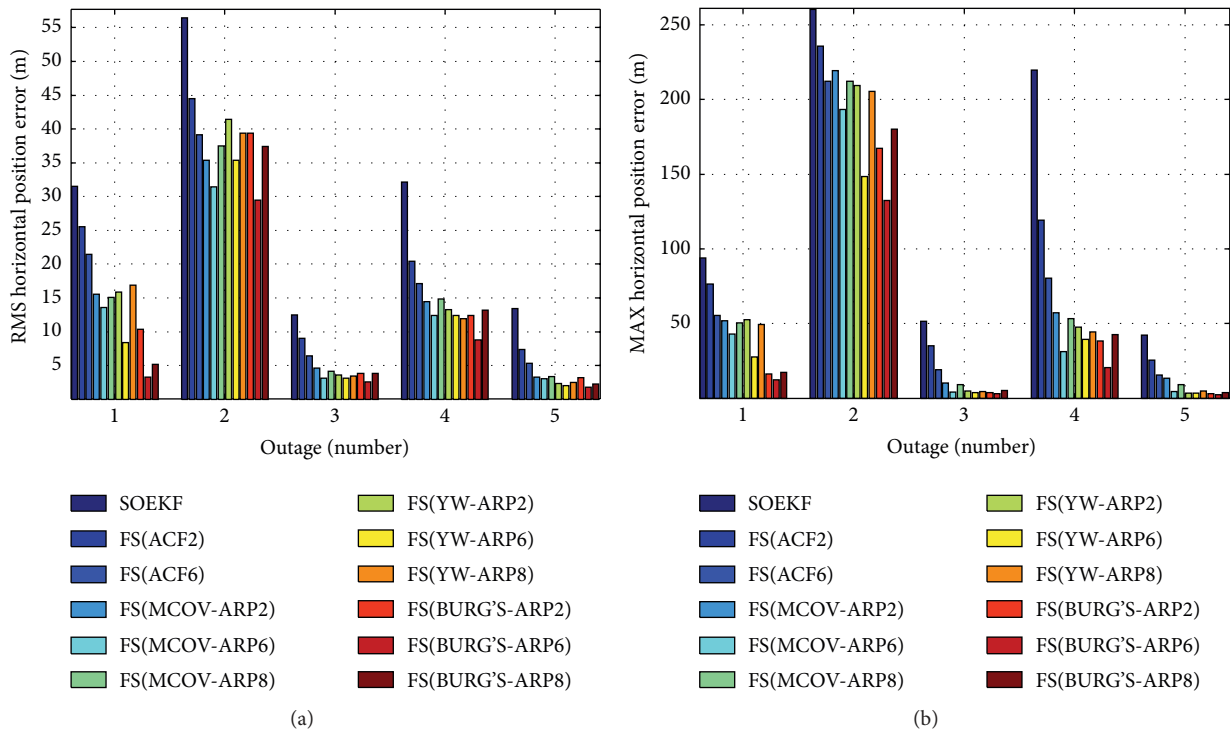 55
50
45
40
35
30
25
20
15
10
5
RMS horizontal position error (m)
1 2 3 4 5
Outage (number)
SOEKF
FS(ACF2)
FS(ACF6)
FS(MCOV-ARP2)
FS(MCOV-ARP6)
FS(MCOV-ARP8)
FS(YW-ARP2)
FS(YW-ARP6)
FS(YW-ARP8)
FS(BURG'S-ARP2)
FS(BURG'S-ARP6)
FS(BURG'S-ARP8)
(a)
250
200
150
100
50
MAX horizontal position error (m)
1 2 3 4 5
Outage (number)
SOEKF
FS(ACF2)
FS(ACF6)
FS(MCOV-ARP2)
FS(MCOV-ARP6)
FS(MCOV-ARP8)
FS(YW-ARP2)
FS(YW-ARP6)
FS(YW-ARP8)
FS(BURG'S-ARP2)
FS(BURG'S-ARP6)
FS(BURG'S-ARP8)
(b)